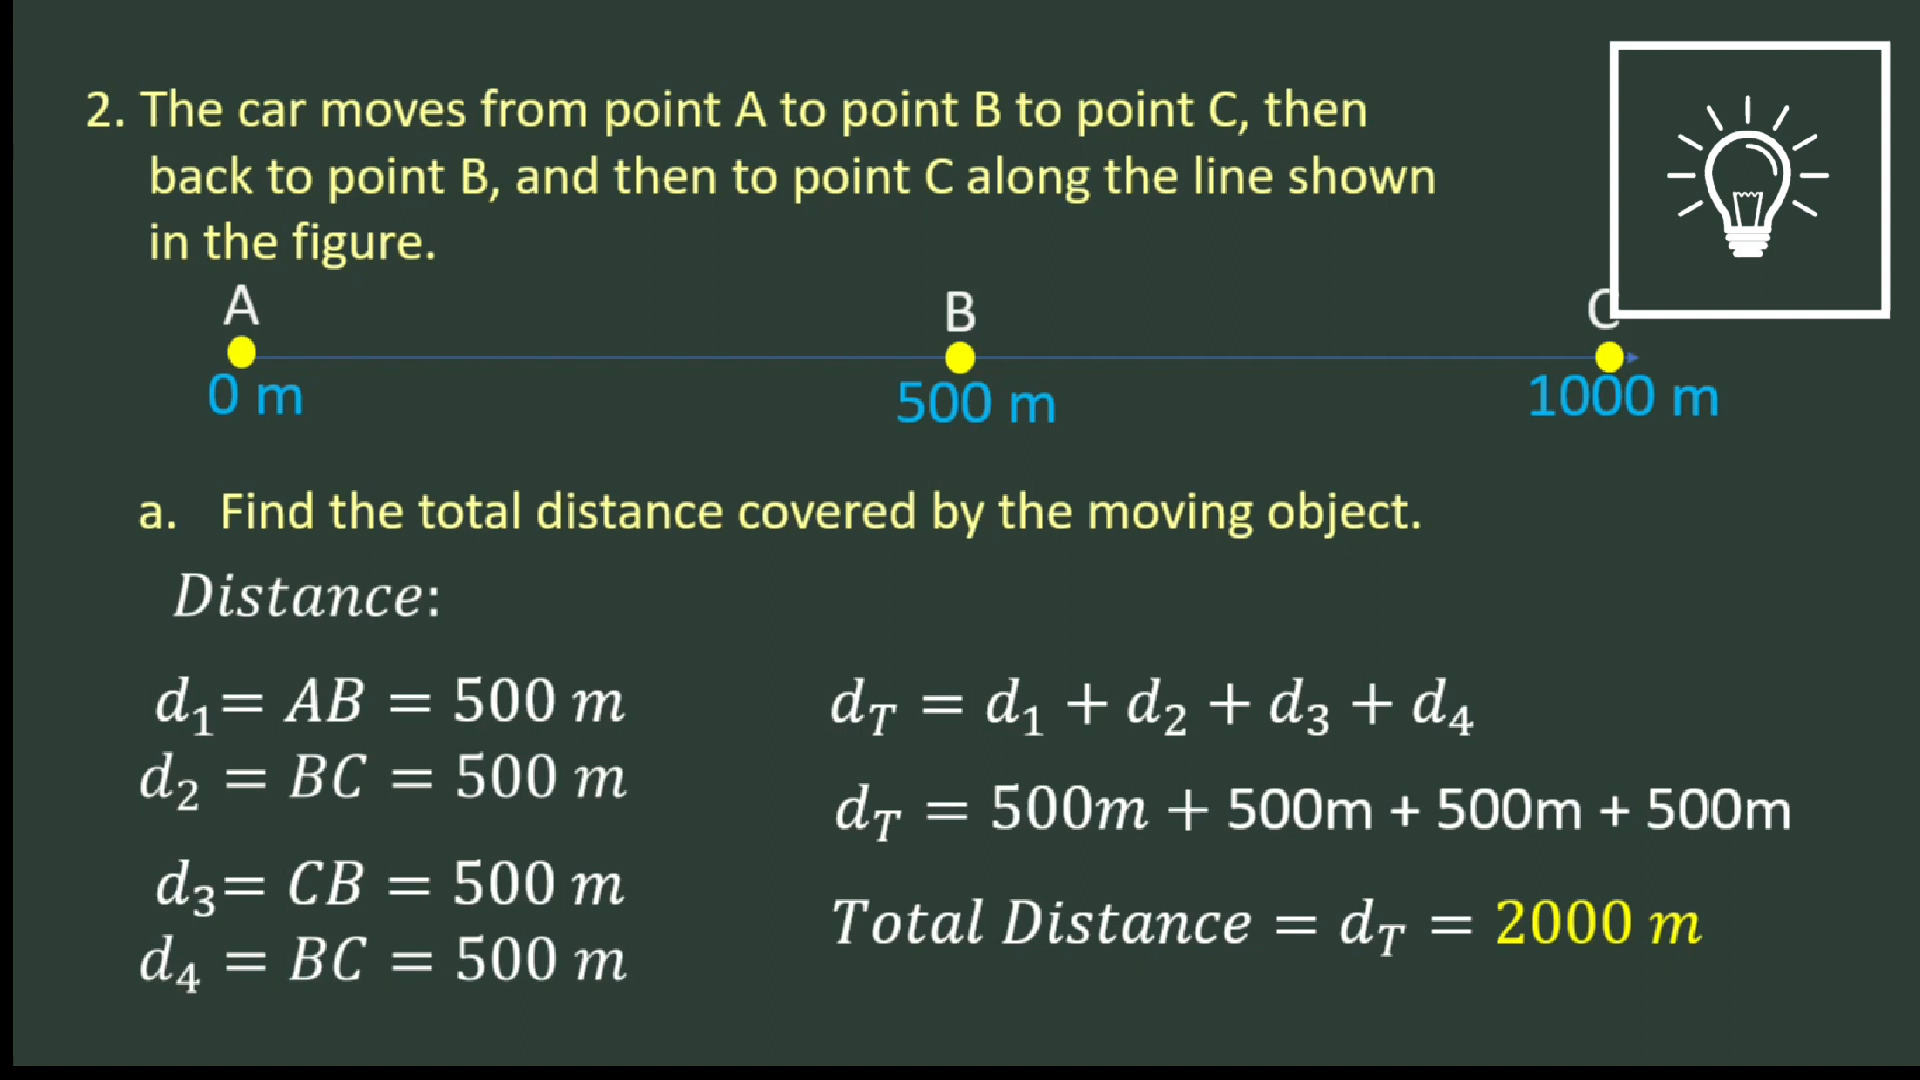 2. The car moves from point A to point B to point C, then
back to point B, and then to point C along the line shown
in the figure.
A B C
0 m 500 m 1000 m
a. Find the total distance covered by the moving object.
Distance:
d₁= AB = 500 m
d₂ = BC = 500 m
d₃= CB = 500 m
d₄ = BC = 500 m
d_T = d₁ + d₂ + d₃ + d₄
d_T = 500m + 500m + 500m + 500m
Total Distance = d_T = 2000 m